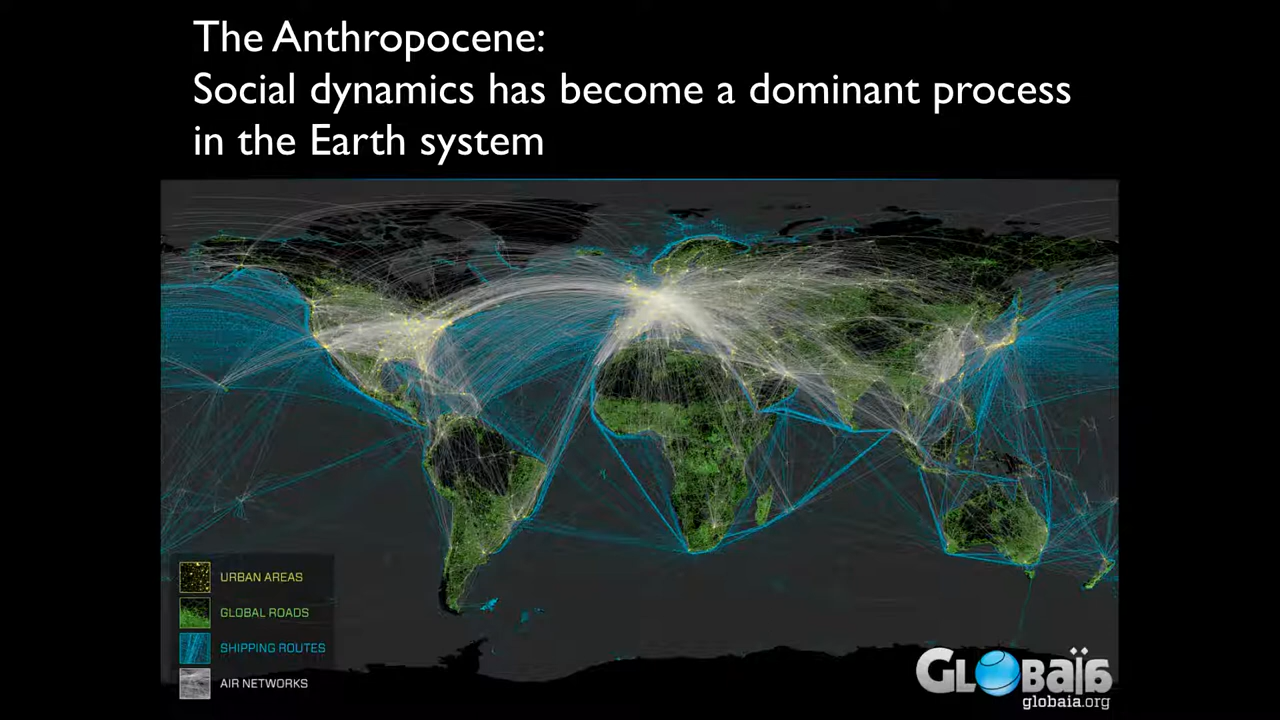 The Anthropocene:
Social dynamics has become a dominant process
in the Earth system
URBAN AREAS
GLOBAL ROADS
SHIPPING ROUTES
AIR NETWORKS
GLOBAÏA
globaia.org